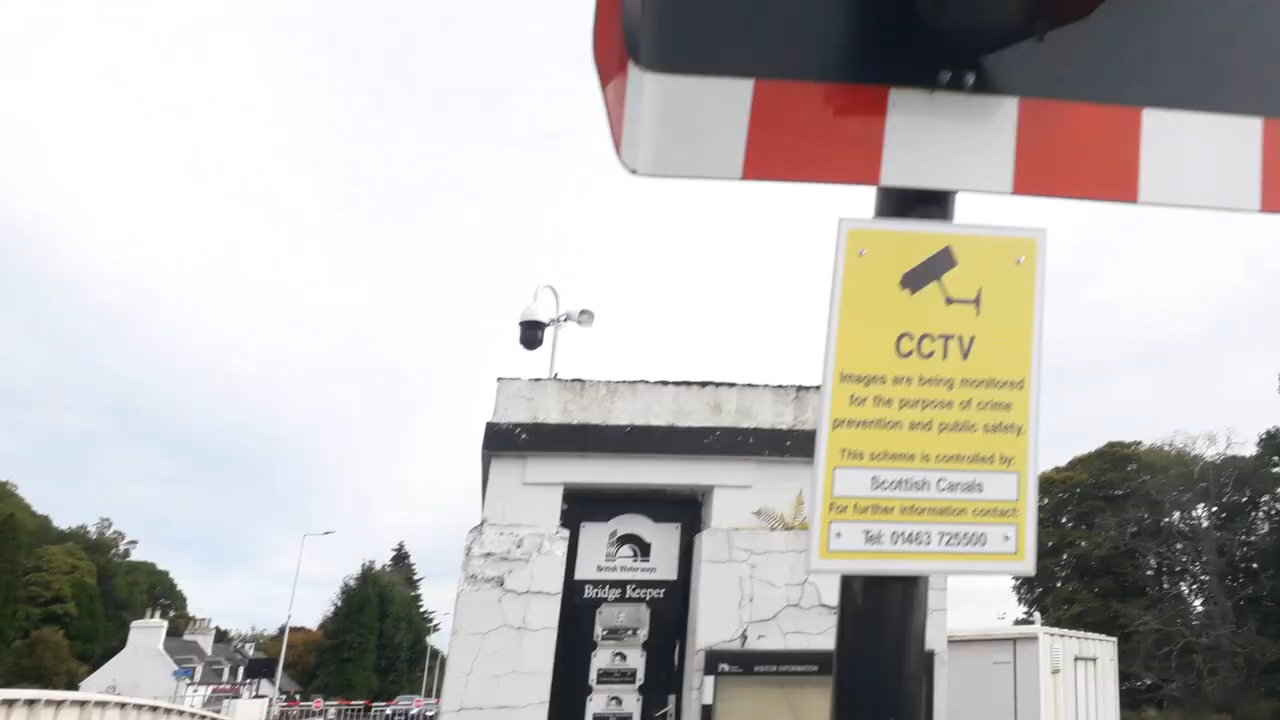 CCTV
Images are being monitored
for the purpose of crime
prevention and public safety.
This scheme is controlled by:
Scottish Canals
For further information contact:
Tel: 01463 725500
British Waterways
Bridge Keeper
VISITOR INFORMATION